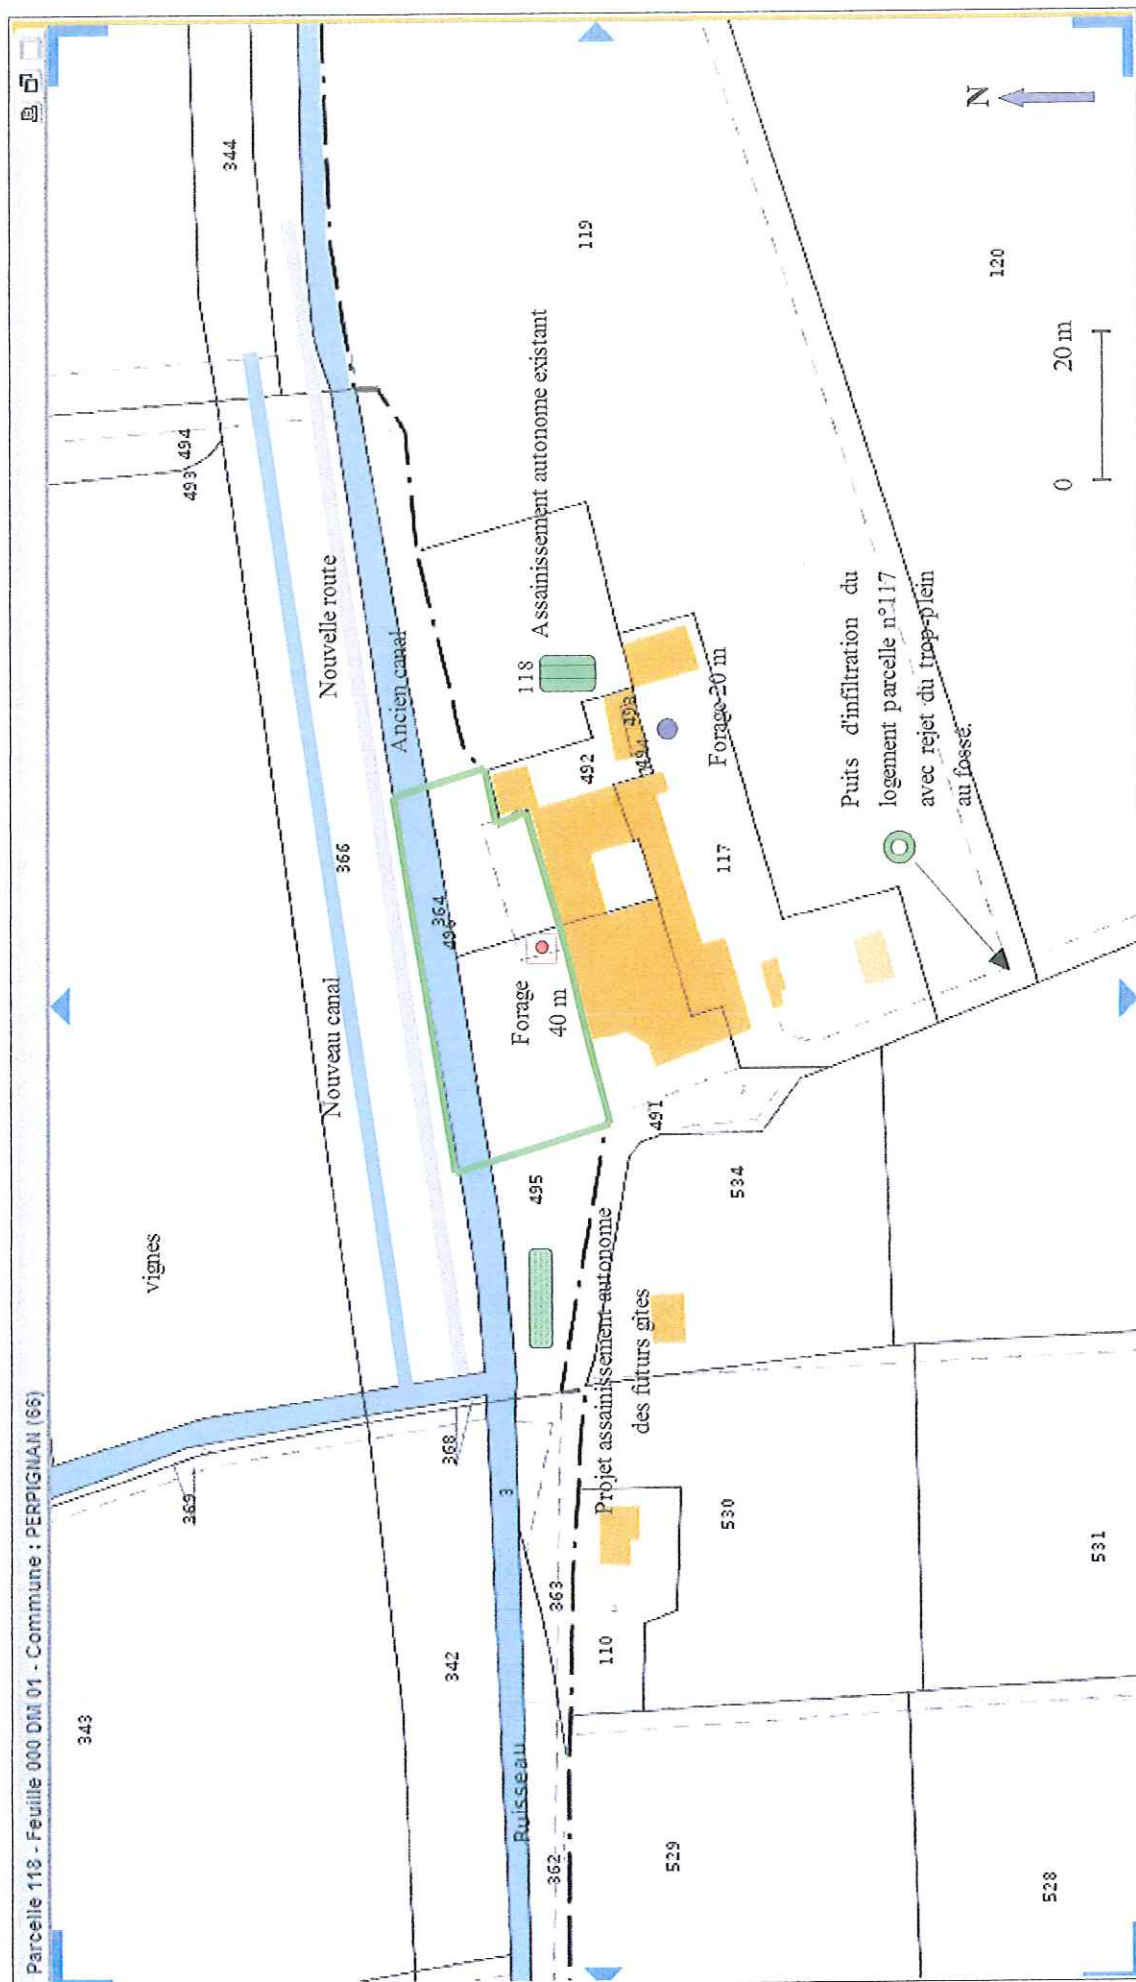 Parcelle 118 - Feuille 000 DM 01 - Commune : PERPIGNAN (66)
343
vignes
369
493
494
344
Nouveau canal
366
Nouvelle route
342
368
Ancien canal
364
496
Ruisseau
3
495
Forage
40 m
118
Assainissement autonome existant
119
362
363
110
Projet assainissement autonome
des futurs gîtes
491
492
493
494
529
530
534
117
Forage 20 m
Puits d'infiltration du
logement parcelle n°117
avec rejet du trop-plein
au fossé.
N
120
0 20 m
528
531